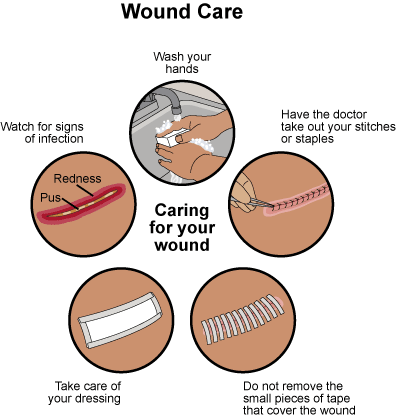 Wound Care
Wash your
hands
Watch for signs
of infection
Redness
Pus
Have the doctor
take out your stitches
or staples
Caring
for your
wound
Take care of
your dressing
Do not remove the
small pieces of tape
that cover the wound